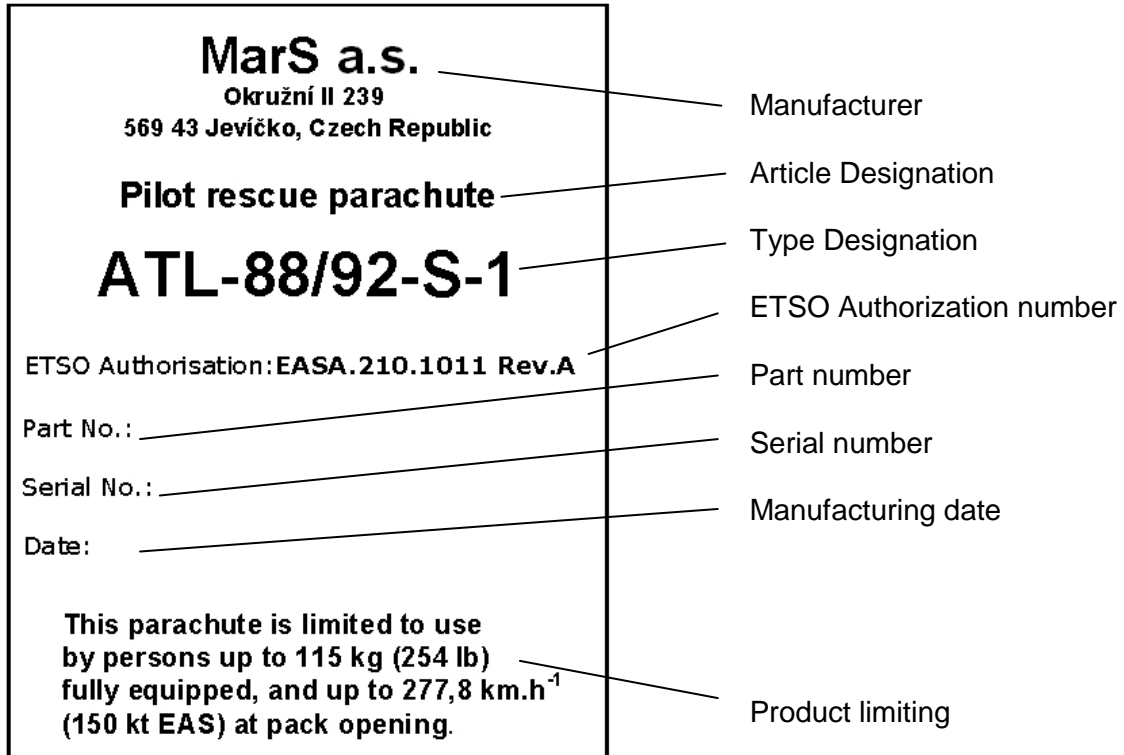 MarS a.s.
Okružní II 239
569 43 Jevíčko, Czech Republic
Pilot rescue parachute
ATL-88/92-S-1
ETSO Authorisation: EASA.210.1011 Rev.A
Part No.:
Serial No.:
Date:
This parachute is limited to use
by persons up to 115 kg (254 lb)
fully equipped, and up to 277,8 km.h⁻¹
(150 kt EAS) at pack opening.
Manufacturer
Article Designation
Type Designation
ETSO Authorization number
Part number
Serial number
Manufacturing date
Product limiting